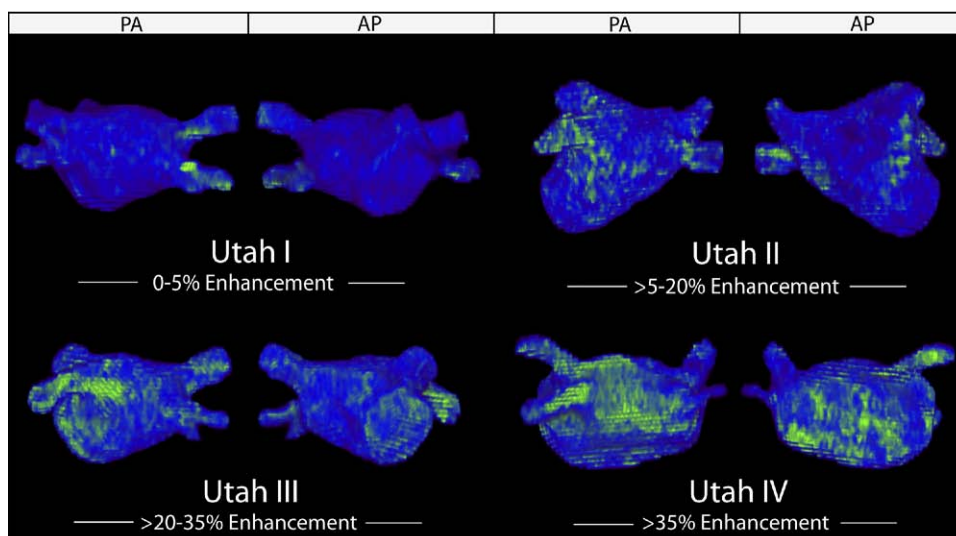 PA AP PA AP
Utah I
0-5% Enhancement
Utah II
>5-20% Enhancement
Utah III
>20-35% Enhancement
Utah IV
>35% Enhancement